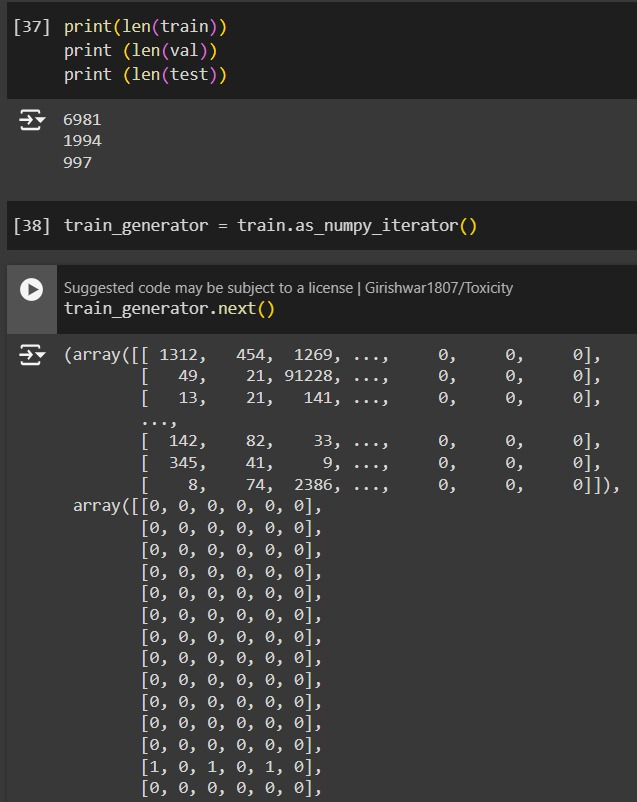 [37] print(len(train))
print (len(val))
print (len(test))
6981
1994
997
[38] train_generator = train.as_numpy_iterator()
Suggested code may be subject to a license | Girishwar1807/Toxicity
train_generator.next()
(array([[ 1312, 454, 1269, ..., 0, 0, 0],
[ 49, 21, 91228, ..., 0, 0, 0],
[ 13, 21, 141, ..., 0, 0, 0],
...,
[ 142, 82, 33, ..., 0, 0, 0],
[ 345, 41, 9, ..., 0, 0, 0],
[ 8, 74, 2386, ..., 0, 0, 0]]),
array([[0, 0, 0, 0, 0, 0],
[0, 0, 0, 0, 0, 0],
[0, 0, 0, 0, 0, 0],
[0, 0, 0, 0, 0, 0],
[0, 0, 0, 0, 0, 0],
[0, 0, 0, 0, 0, 0],
[0, 0, 0, 0, 0, 0],
[0, 0, 0, 0, 0, 0],
[0, 0, 0, 0, 0, 0],
[0, 0, 0, 0, 0, 0],
[0, 0, 0, 0, 0, 0],
[0, 0, 0, 0, 0, 0],
[1, 0, 1, 0, 1, 0],
[0, 0, 0, 0, 0, 0],